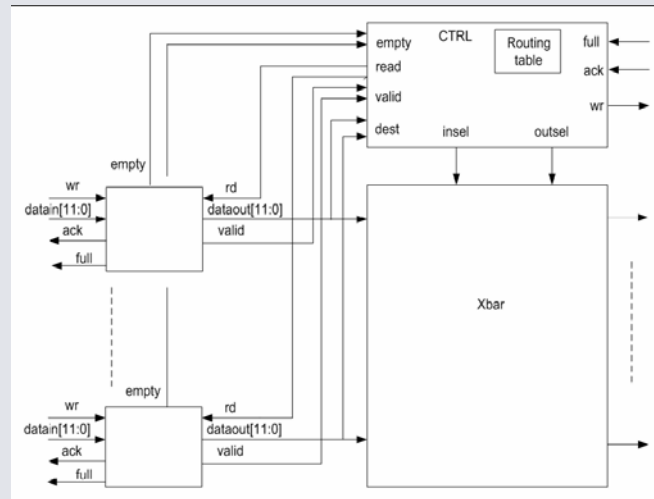 empty
CTRL
Routing
table
full
read
ack
valid
wr
dest
insel
outsel
empty
wr
rd
datain[11:0]
dataout[11:0]
ack
valid
full
Xbar
empty
wr
rd
datain[11:0]
dataout[11:0]
ack
valid
full